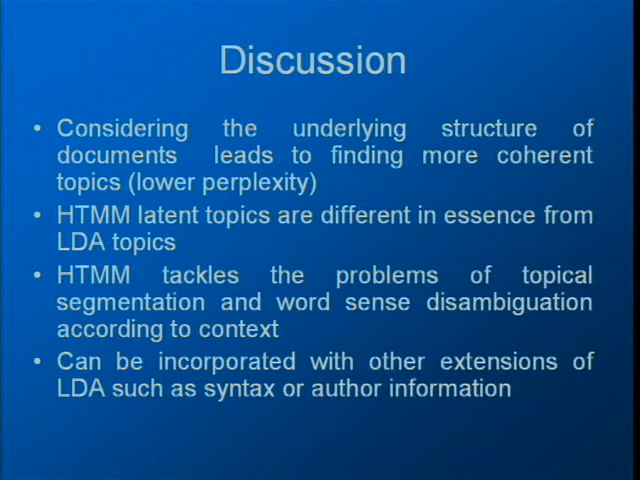 Discussion
• Considering the underlying structure of
documents leads to finding more coherent
topics (lower perplexity)
• HTMM latent topics are different in essence from
LDA topics
• HTMM tackles the problems of topical
segmentation and word sense disambiguation
according to context
• Can be incorporated with other extensions of
LDA such as syntax or author information